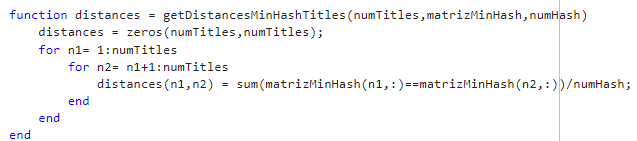 function distances = getDistancesMinHashTitles(numTitles,matrizMinHash,numHash)
    distances = zeros(numTitles,numTitles);
    for n1= 1:numTitles
        for n2= n1+1:numTitles
            distances(n1,n2) = sum(matrizMinHash(n1,:)==matrizMinHash(n2,:))/numHash;
        end
    end
end